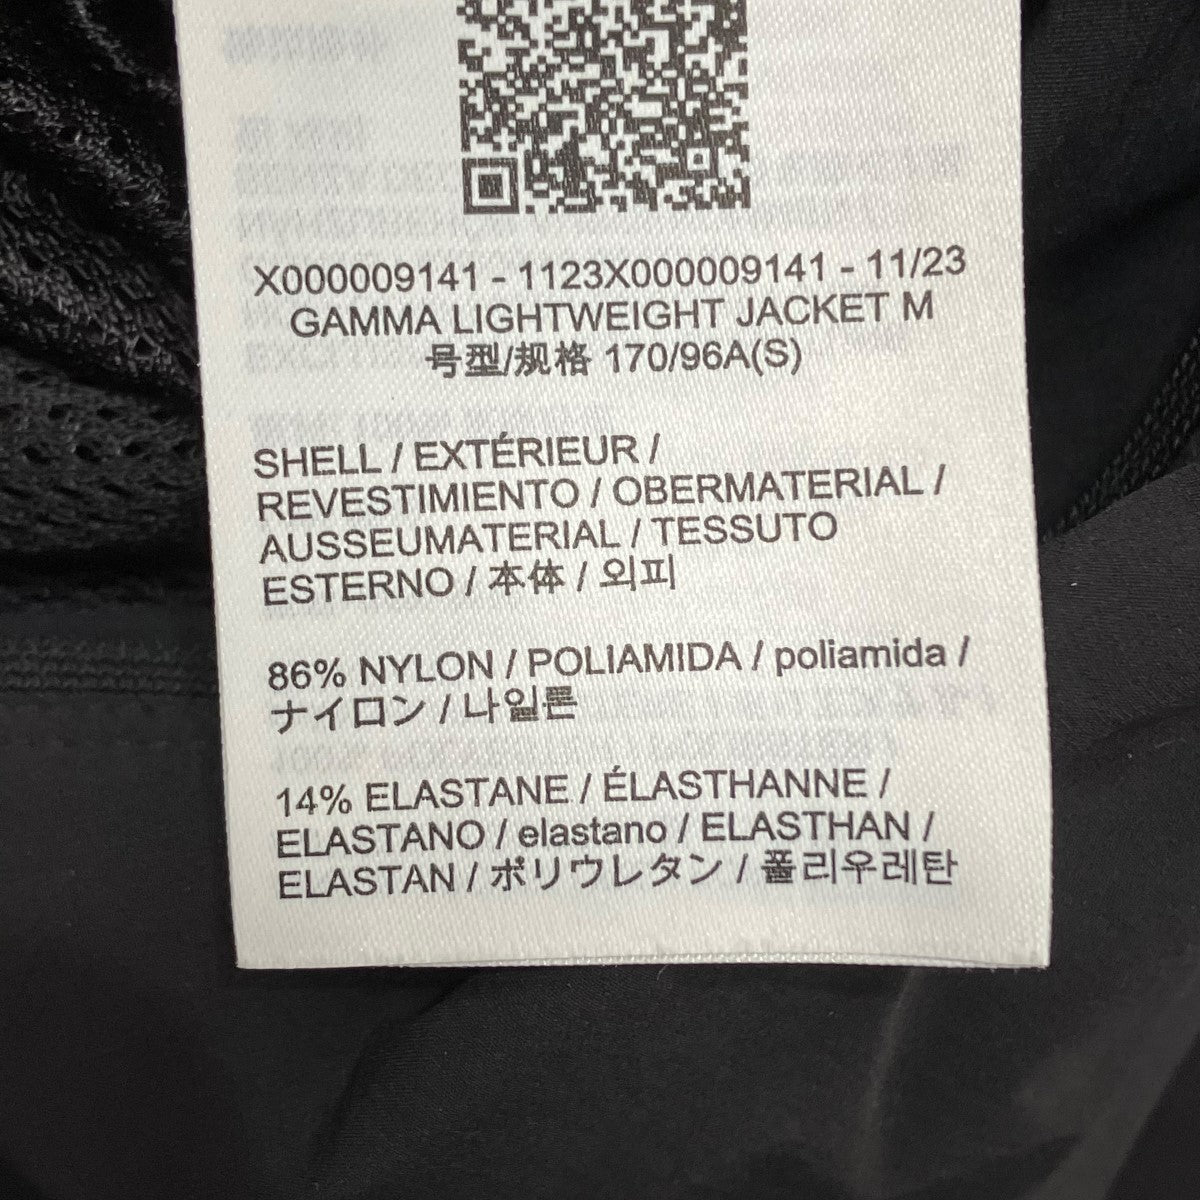 X000009141 - 1123X000009141 - 11/23
GAMMA LIGHTWEIGHT JACKET M
号型/规格 170/96A(S)
SHELL / EXTÉRIEUR /
REVESTIMIENTO / OBERMATERIAL /
AUSSEUMATERIAL / TESSUTO
ESTERNO / 本体 / 외피
86% NYLON / POLIAMIDA / poliamida /
ナイロン / 나일론
14% ELASTANE / ÉLASTHANNE /
ELASTANO / elastano / ELASTHAN /
ELASTAN / ポリウレタン / 폴리우레탄